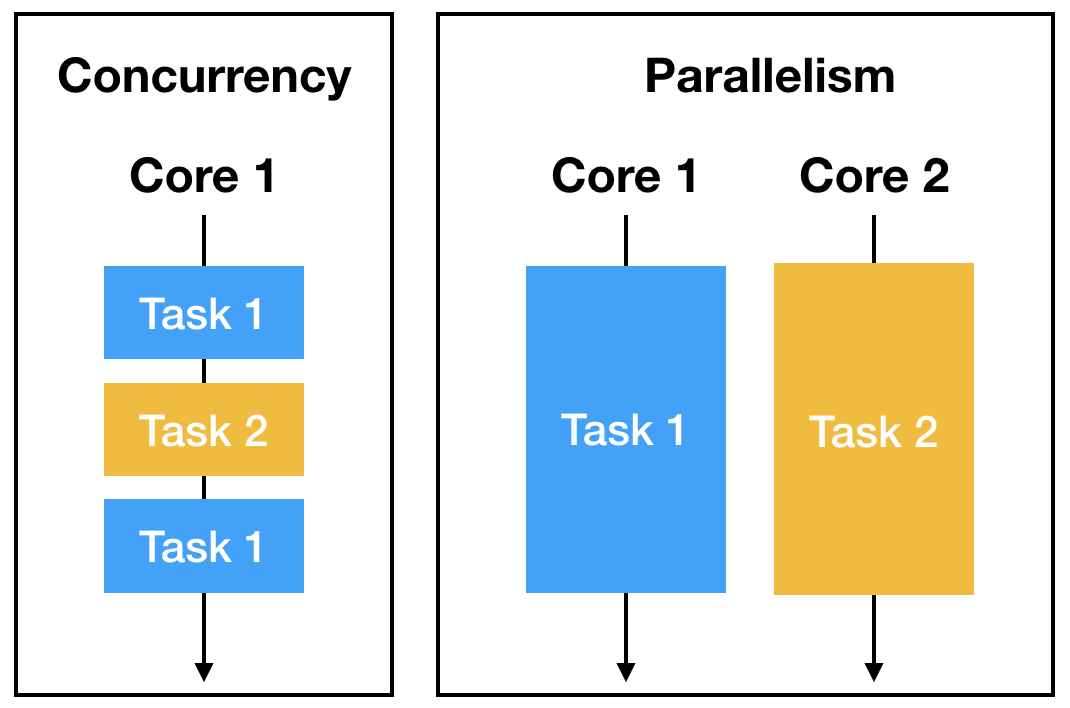 Concurrency
Core 1
Task 1
Task 2
Task 1
Parallelism
Core 1
Core 2
Task 1
Task 2